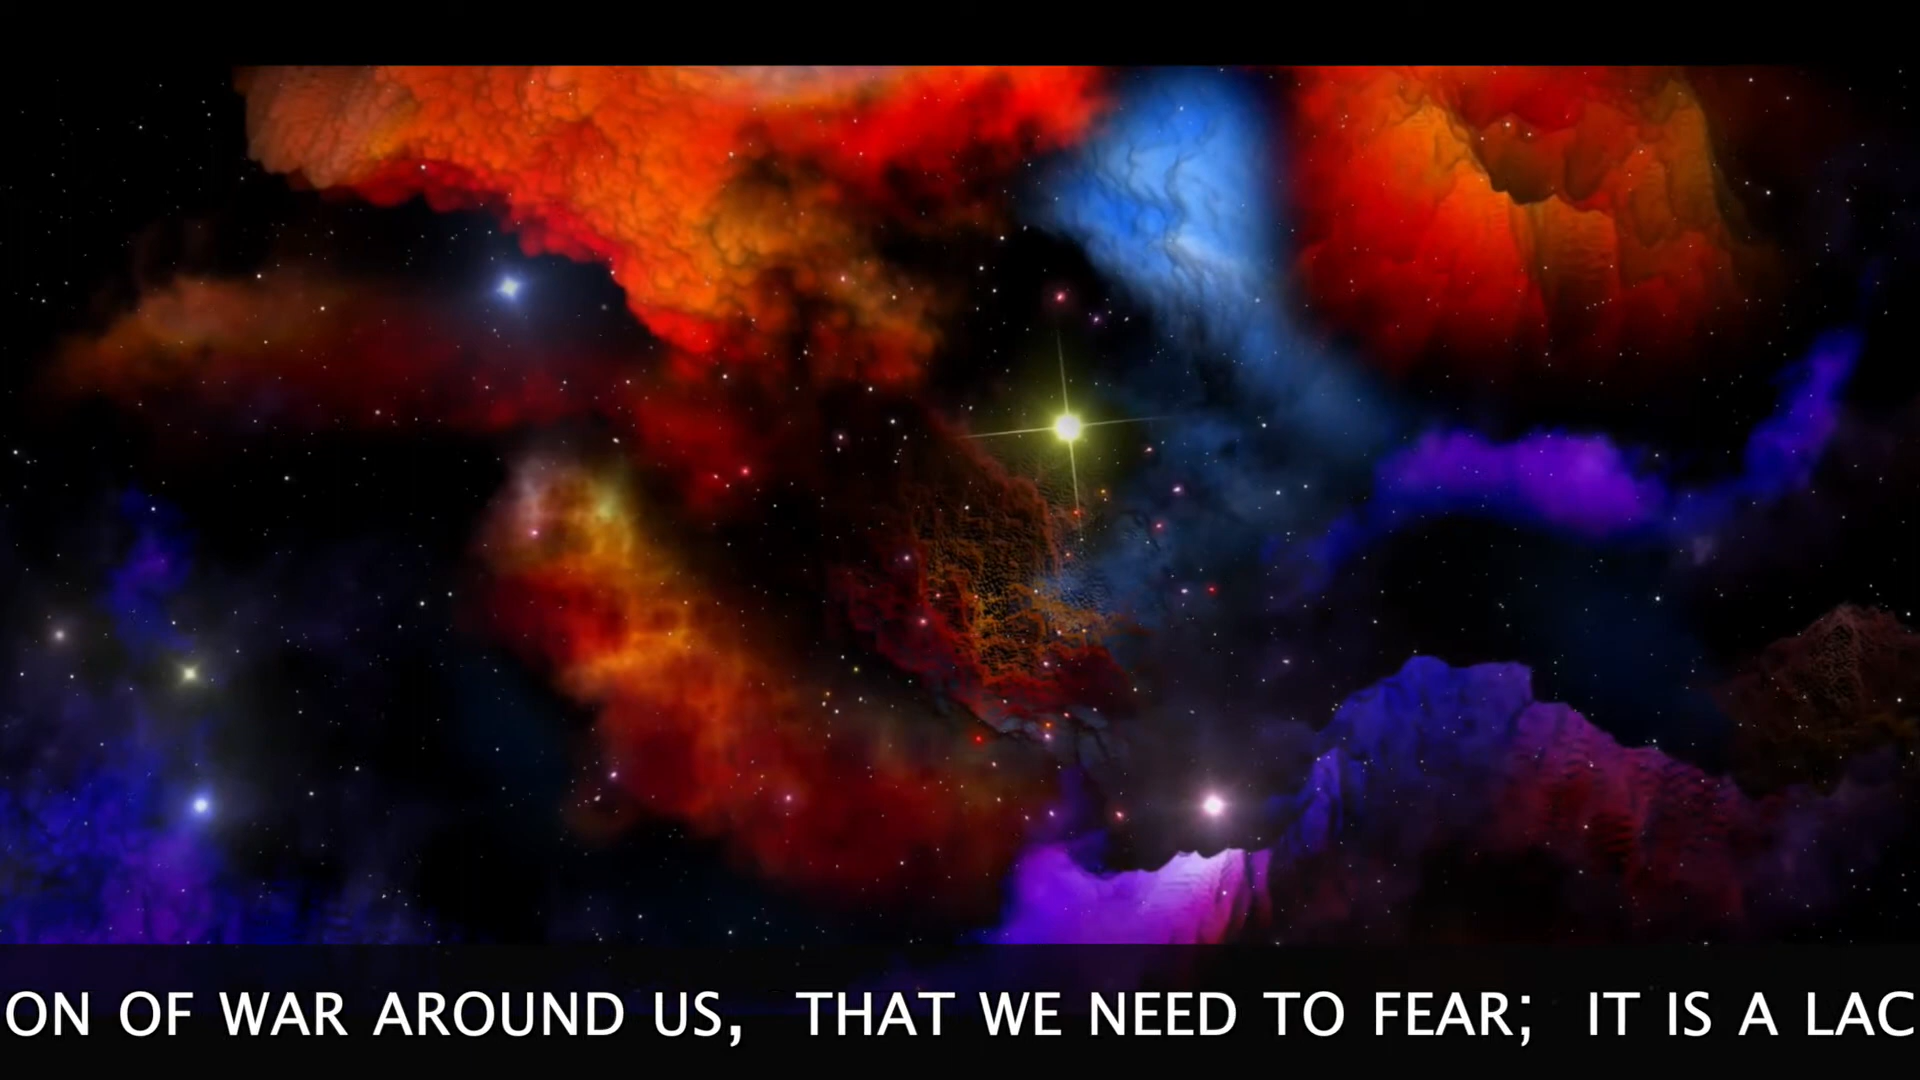 ON OF WAR AROUND US, THAT WE NEED TO FEAR; IT IS A LAC